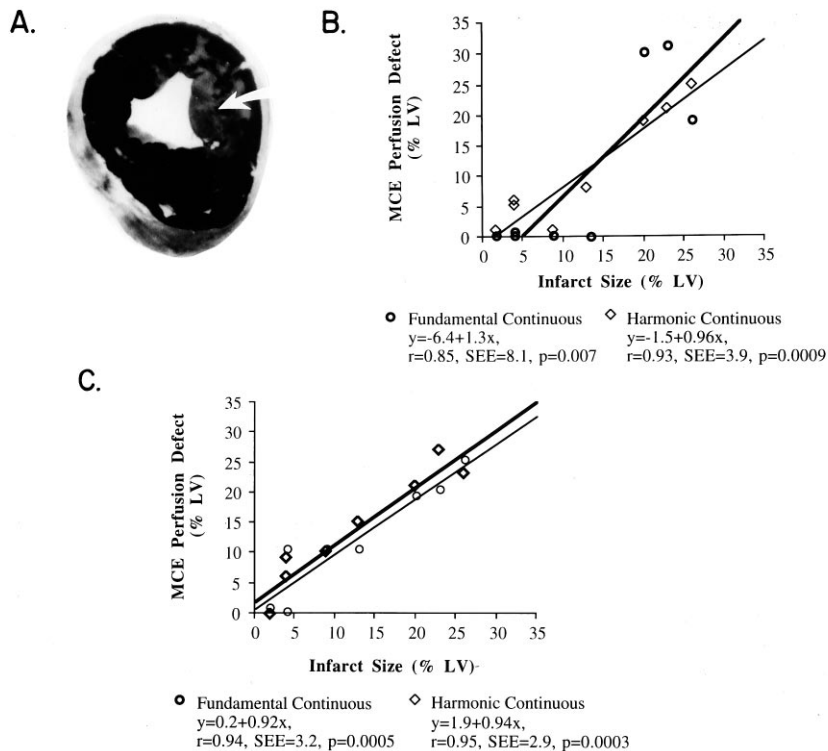 A.
B.
MCE Perfusion Defect
(% LV)
35
30
25
20
15
10
5
0
0 5 10 15 20 25 30 35
Infarct Size (% LV)
Fundamental Continuous
y=-6.4+1.3x,
r=0.85, SEE=8.1, p=0.007
Harmonic Continuous
y=-1.5+0.96x,
r=0.93, SEE=3.9, p=0.0009
C.
MCE Perfusion Defect
(% LV)
35
30
25
20
15
10
5
0
0 5 10 15 20 25 30 35
Infarct Size (% LV)
Fundamental Continuous
y=0.2+0.92x,
r=0.94, SEE=3.2, p=0.0005
Harmonic Continuous
y=1.9+0.94x,
r=0.95, SEE=2.9, p=0.0003